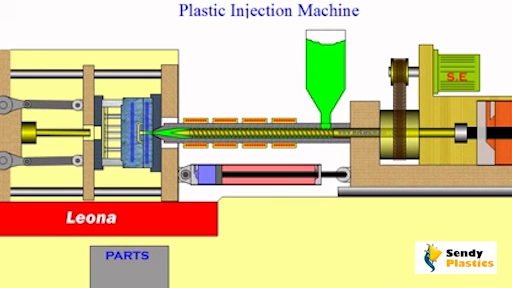 Plastic Injection Machine
S.E
Leona
PARTS
Sendy
Plastics